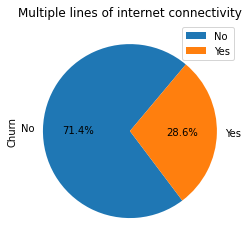 Multiple lines of internet connectivity
No
Yes
Churn
No
71.4%
28.6%
Yes